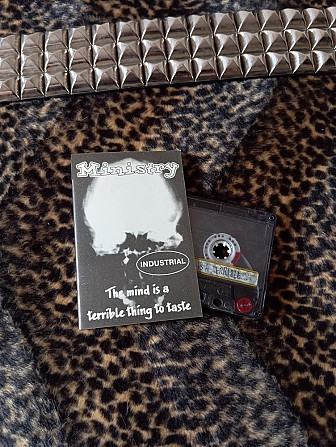 Ministry
INDUSTRIAL
The mind is a
terrible thing to taste